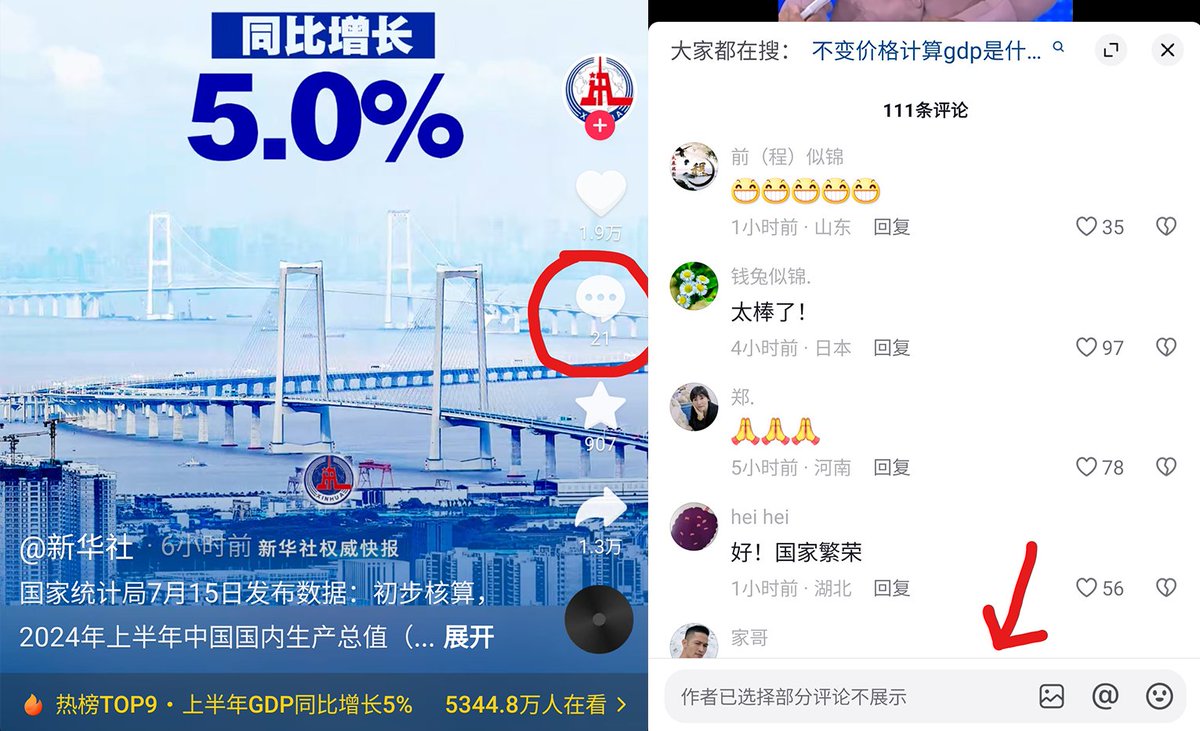 同比增长
5.0%
1.9万
21
907
1.3万
XINHUA
@新华社 · 6小时前 新华社权威快报
国家统计局7月15日发布数据：初步核算，
2024年上半年中国国内生产总值（... 展开
热榜TOP9 · 上半年GDP同比增长5% 5344.8万人在看
大家都在搜： 不变价格计算gdp是什...
111条评论
前（程）似锦
1小时前 · 山东 回复 35
钱兔似锦.
太棒了！
4小时前 · 日本 回复 97
郑.
5小时前 · 河南 回复 78
hei hei
好！国家繁荣
1小时前 · 湖北 回复 56
家哥
作者已选择部分评论不展示